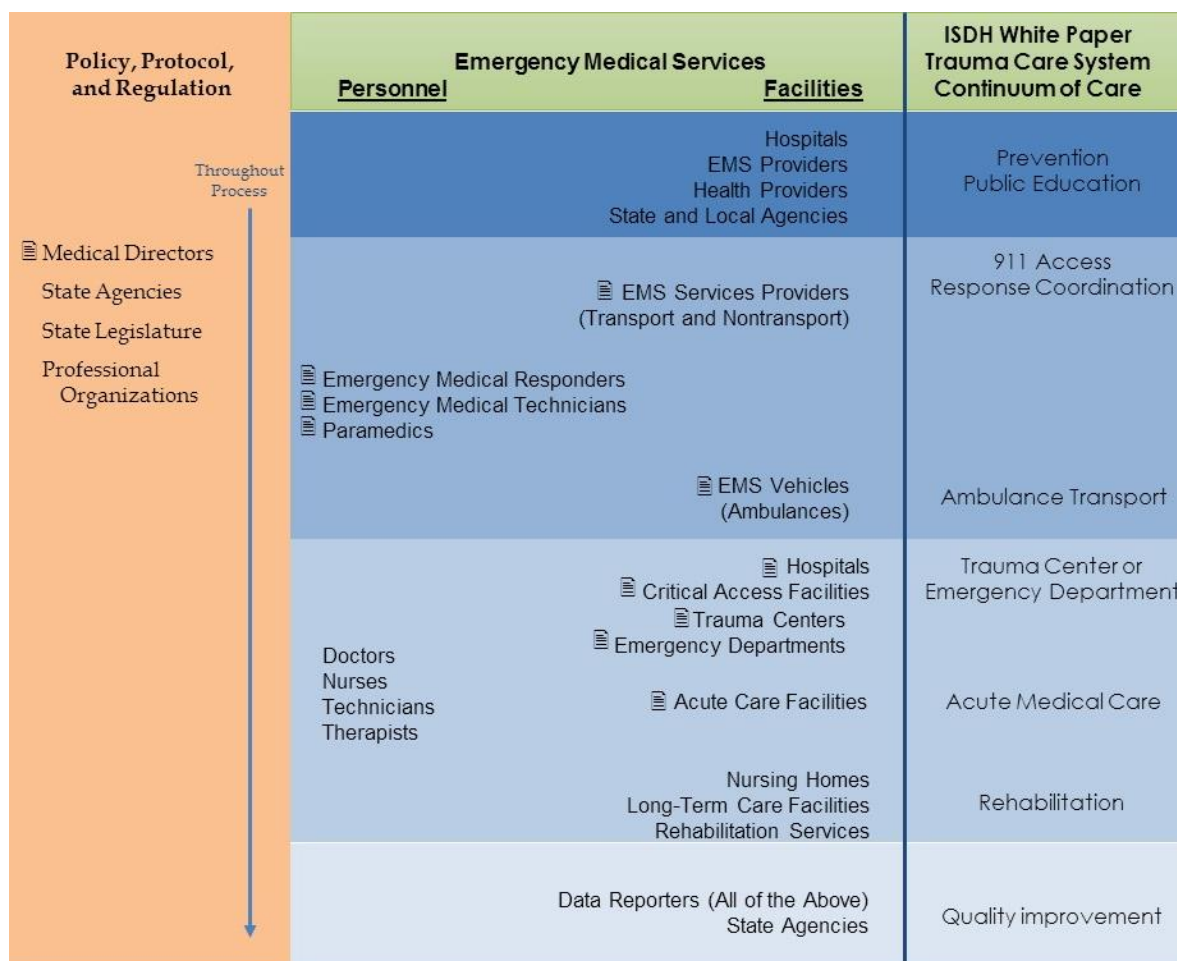 Policy, Protocol,
and Regulation
Throughout
Process
Medical Directors
State Agencies
State Legislature
Professional
Organizations
Emergency Medical Services
Personnel Facilities
Hospitals
EMS Providers
Health Providers
State and Local Agencies
EMS Services Providers
(Transport and Nontransport)
Emergency Medical Responders
Emergency Medical Technicians
Paramedics
EMS Vehicles
(Ambulances)
Hospitals
Critical Access Facilities
Trauma Centers
Emergency Departments
Doctors
Nurses
Technicians
Therapists
Acute Care Facilities
Nursing Homes
Long-Term Care Facilities
Rehabilitation Services
Data Reporters (All of the Above)
State Agencies
ISDH White Paper
Trauma Care System
Continuum of Care
Prevention
Public Education
911 Access
Response Coordination
Ambulance Transport
Trauma Center or
Emergency Department
Acute Medical Care
Rehabilitation
Quality improvement